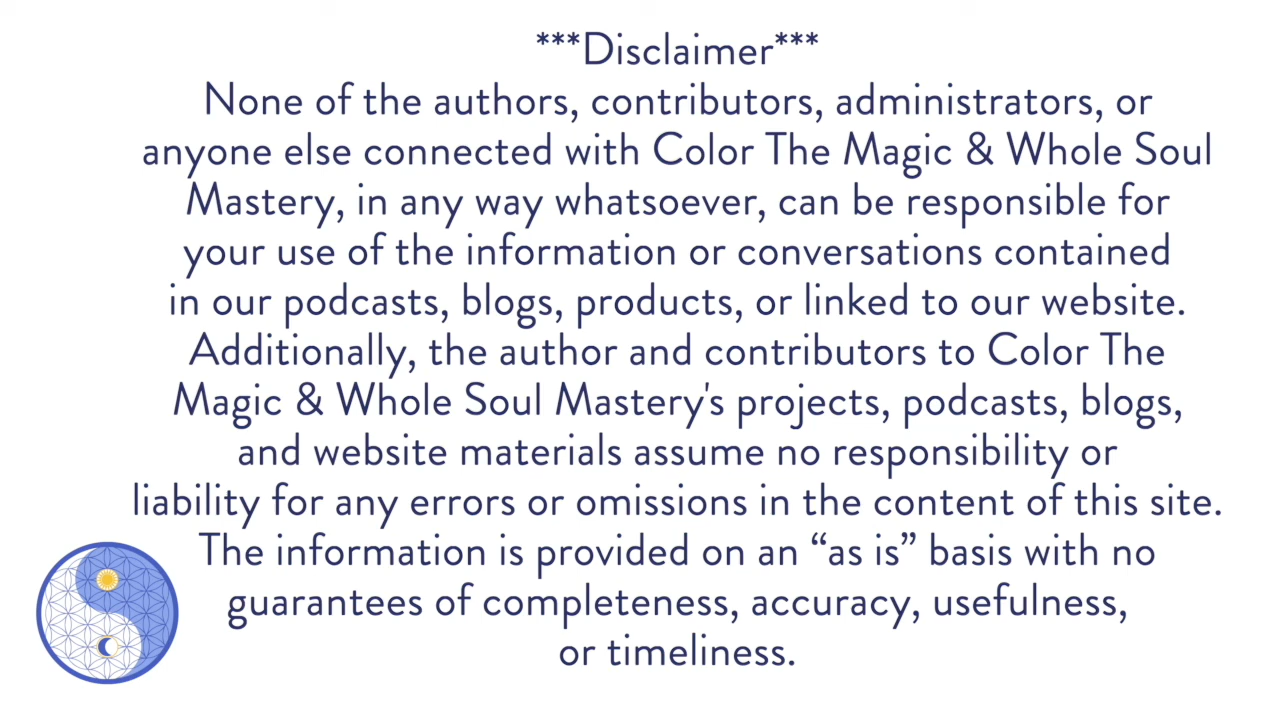 ***Disclaimer***
None of the authors, contributors, administrators, or
anyone else connected with Color The Magic & Whole Soul
Mastery, in any way whatsoever, can be responsible for
your use of the information or conversations contained
in our podcasts, blogs, products, or linked to our website.
Additionally, the author and contributors to Color The
Magic & Whole Soul Mastery's projects, podcasts, blogs,
and website materials assume no responsibility or
liability for any errors or omissions in the content of this site.
The information is provided on an “as is” basis with no
guarantees of completeness, accuracy, usefulness,
or timeliness.